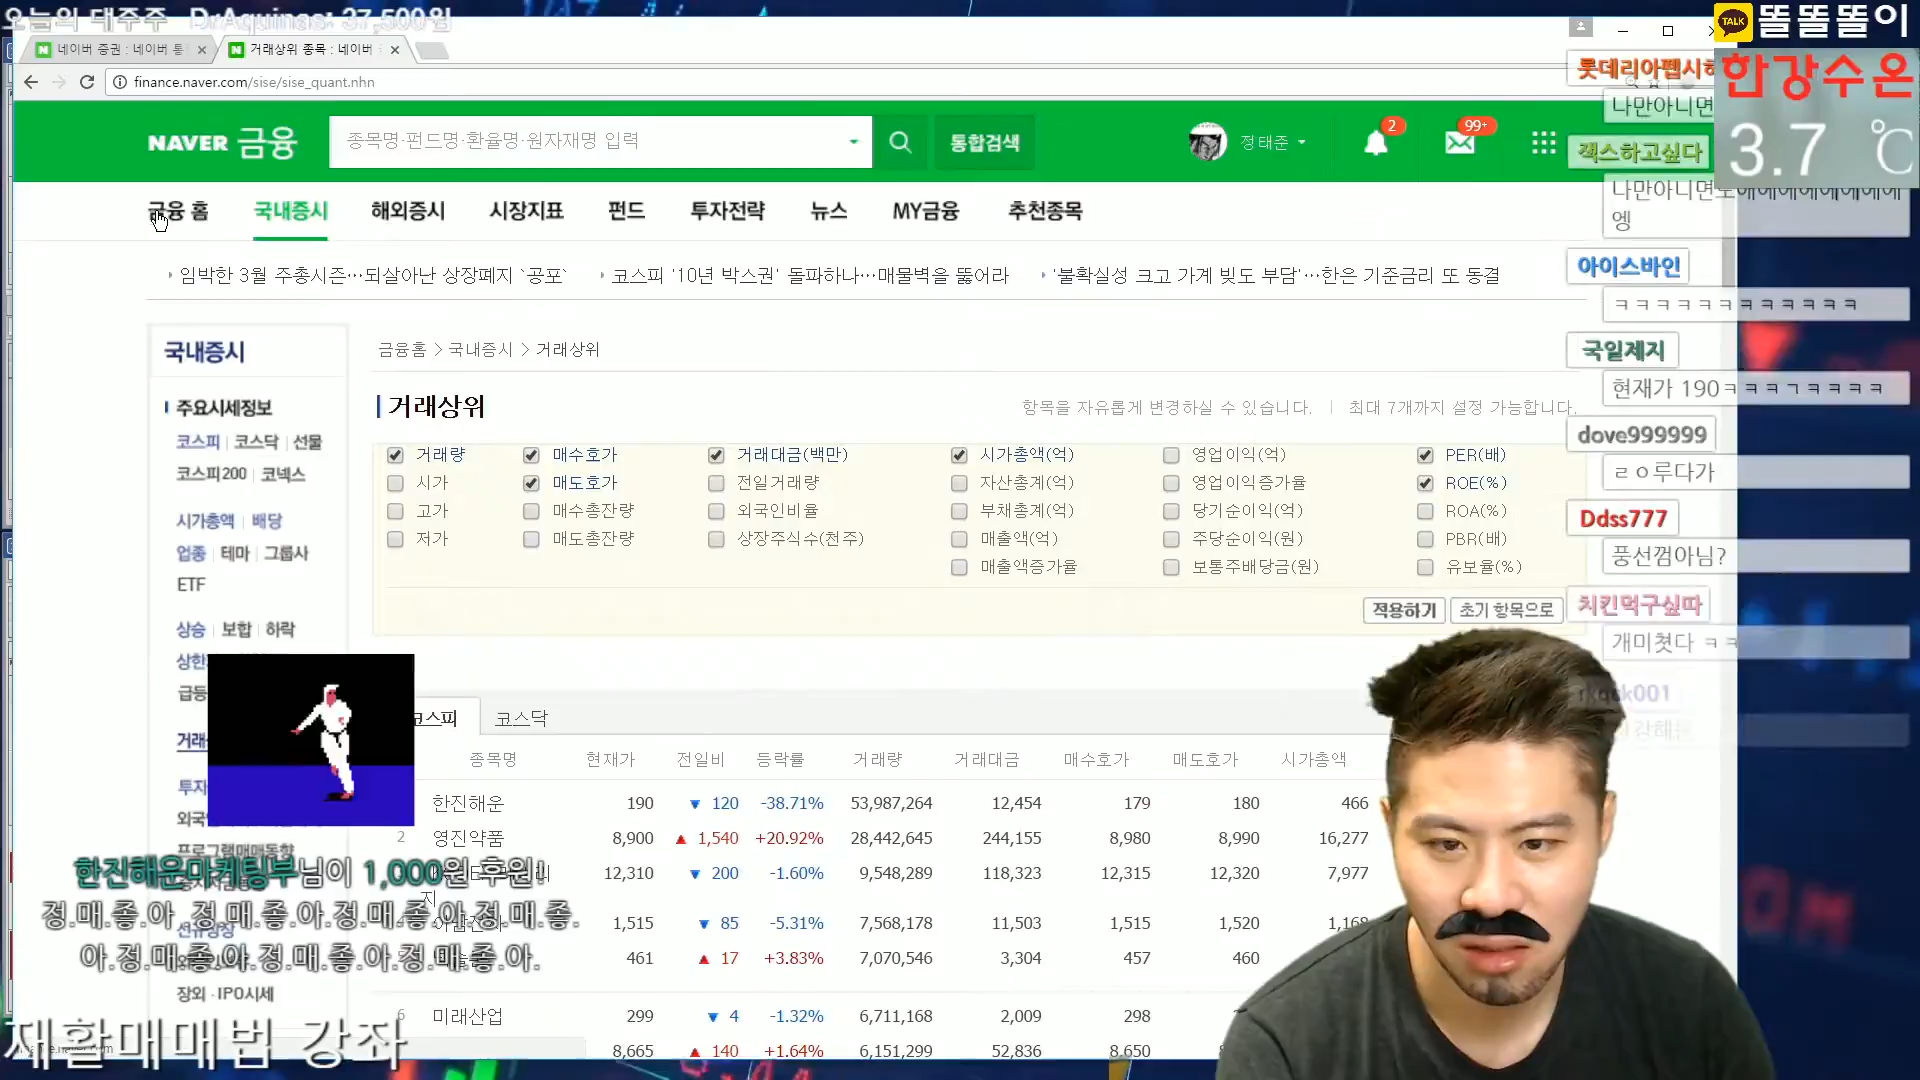 오늘의 대주주 DrAquinas: 37,500원
똘똘똘이
TALK
네이버 증권 : 네이버 통
거래상위 종목 : 네이버
finance.naver.com/sise/sise_quant.nhn
한강수온
3.7 ℃
NAVER 금융
종목명·펀드명·환율명·원자재명 입력
통합검색
정태준
2
99+
금융 홈 국내증시 해외증시 시장지표 펀드 투자전략 뉴스 MY금융 추천종목
임박한 3월 주총시즌…되살아난 상장폐지 `공포`
코스피 '10년 박스권' 돌파하나…매물벽을 뚫어라
'불확실성 크고 가계 빚도 부담'…한은 기준금리 또 동결
국내증시
주요시세정보
코스피 코스닥 선물
코스피200 코넥스
시가총액 배당
업종 테마 그룹사
ETF
상승 보합 하락
장외·IPO시세
금융홈 > 국내증시 > 거래상위
거래상위
항목을 자유롭게 변경하실 수 있습니다. | 최대 7개까지 설정 가능합니다.
거래량 매수호가 거래대금(백만) 시가총액(억) 영업이익(억) PER(배)
시가 매도호가 전일거래량 자산총계(억) 영업이익증가율 ROE(%)
고가 매수총잔량 외국인비율 부채총계(억) 당기순이익(억) ROA(%)
저가 매도총잔량 상장주식수(천주) 매출액(억) 주당순이익(원) PBR(배)
매출액증가율 보통주배당금(원) 유보율(%)
적용하기 초기 항목으로
코스피 코스닥
종목명 현재가 전일비 등락률 거래량 거래대금 매수호가 매도호가 시가총액
한진해운 190 ▼ 120 -38.71% 53,987,264 12,454 179 180 466
2 영진약품 8,900 ▲ 1,540 +20.92% 28,442,645 244,155 8,980 8,990 16,277
12,310 ▼ 200 -1.60% 9,548,289 118,323 12,315 12,320 7,977
1,515 ▼ 85 -5.31% 7,568,178 11,503 1,515 1,520 1,168
461 ▲ 17 +3.83% 7,070,546 3,304 457 460
6 미래산업 299 ▼ 4 -1.32% 6,711,168 2,009 298
8,665 ▲ 140 +1.64% 6,151,299 52,836 8,650
한진해운마케팅부님이 1,000원 후원!
정.매.좋.아.정.매.좋.아.정.매.좋.아.정.매.좋.
아.정.매.좋.아.정.매.좋.아.정.매.좋.아.
재활매매법 강좌
나만아니면
잭스하고싶다
나만아니면또에에에에에에에에
엥
아이스바인
ㅋㅋㅋㅋㅋㅋㅋㅋㅋㅋㅋㅋ
국일제지
현재가 190ㅋㅋㅋㄱㅋㅋㅋㅋ
dove999999
ㄹㅇ루다가
Ddss777
풍선껌아님?
치킨먹구싶따
개미쳣다 ㅋㅋ